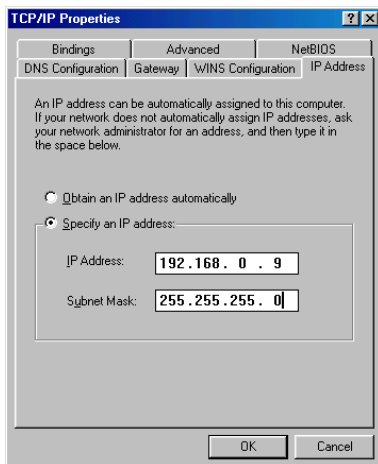 TCP/IP Properties
Bindings Advanced NetBIOS
DNS Configuration Gateway WINS Configuration IP Address
An IP address can be automatically assigned to this computer.
If your network does not automatically assign IP addresses, ask
your network administrator for an address, and then type it in
the space below.
Obtain an IP address automatically
Specify an IP address:
IP Address: 192.168. 0 . 9
Subnet Mask: 255.255.255. 0
OK Cancel